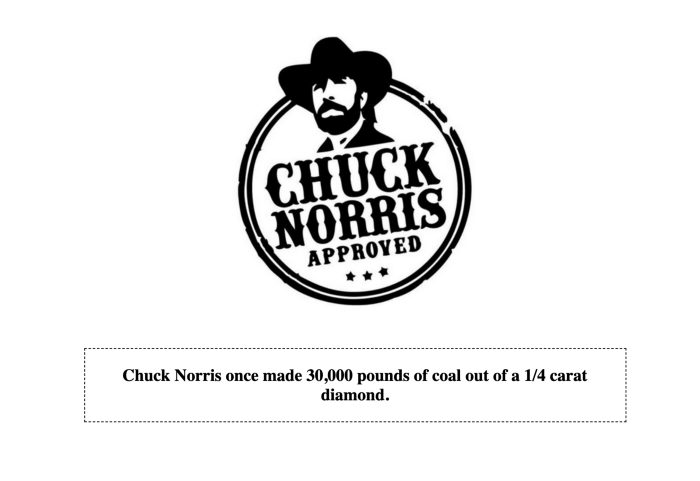 CHUCK
NORRIS
APPROVED
Chuck Norris once made 30,000 pounds of coal out of a 1/4 carat
diamond.